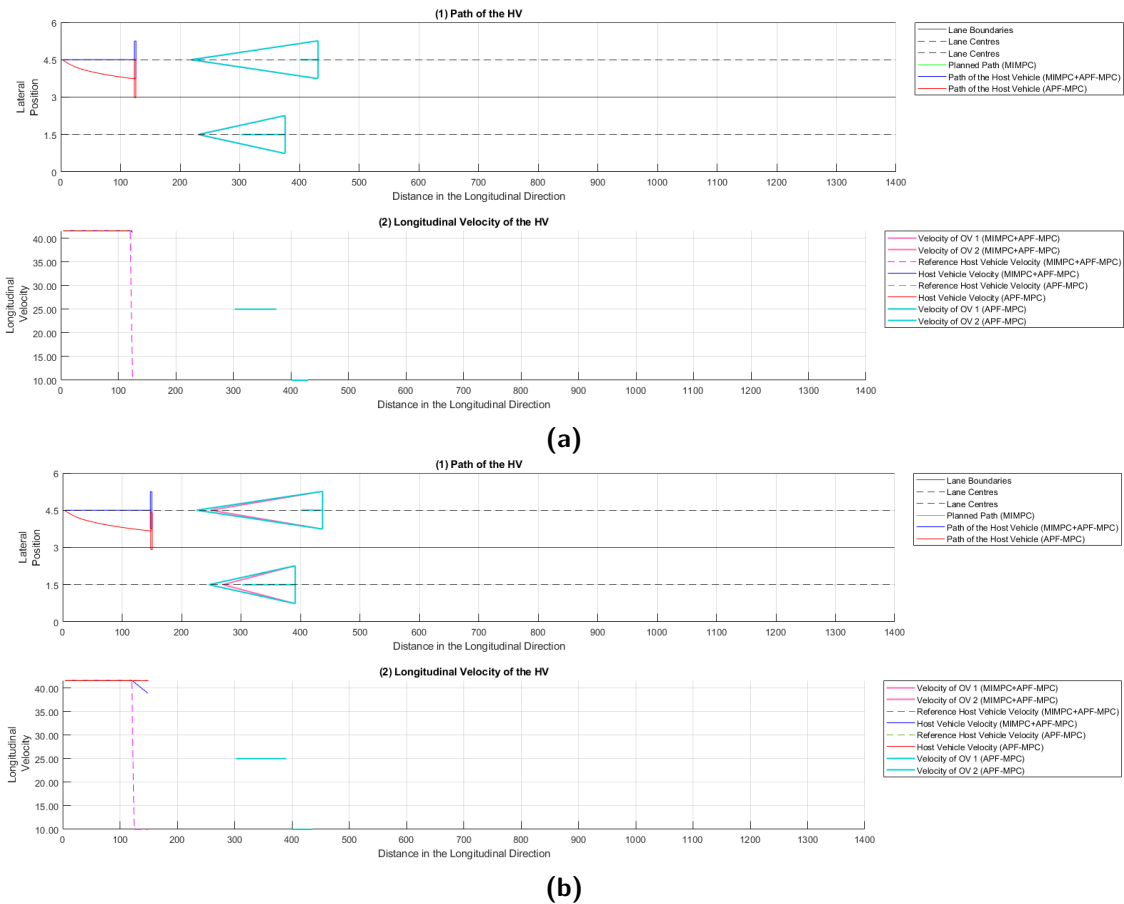 (1) Path of the HV
6
4.5
3
1.5
0
Lateral
Position
0 100 200 300 400 500 600 700 800 900 1000 1100 1200 1300 1400
Distance in the Longitudinal Direction
Lane Boundaries
Lane Centres
Lane Centres
Planned Path (MIMPC)
Path of the Host Vehicle (MIMPC+APF-MPC)
Path of the Host Vehicle (APF-MPC)
(2) Longitudinal Velocity of the HV
40.00
35.00
30.00
25.00
20.00
15.00
10.00
Longitudinal
Velocity
0 100 200 300 400 500 600 700 800 900 1000 1100 1200 1300 1400
Distance in the Longitudinal Direction
Velocity of OV 1 (MIMPC+APF-MPC)
Velocity of OV 2 (MIMPC+APF-MPC)
Reference Host Vehicle Velocity (MIMPC+APF-MPC)
Host Vehicle Velocity (MIMPC+APF-MPC)
Reference Host Vehicle Velocity (APF-MPC)
Host Vehicle Velocity (APF-MPC)
Velocity of OV 1 (APF-MPC)
Velocity of OV 2 (APF-MPC)
(a)
(1) Path of the HV
6
4.5
3
1.5
0
Lateral
Position
0 100 200 300 400 500 600 700 800 900 1000 1100 1200 1300 1400
Distance in the Longitudinal Direction
Lane Boundaries
Lane Centres
Lane Centres
Planned Path (MIMPC)
Path of the Host Vehicle (MIMPC+APF-MPC)
Path of the Host Vehicle (APF-MPC)
(2) Longitudinal Velocity of the HV
40.00
35.00
30.00
25.00
20.00
15.00
10.00
Longitudinal
Velocity
0 100 200 300 400 500 600 700 800 900 1000 1100 1200 1300 1400
Distance in the Longitudinal Direction
Velocity of OV 1 (MIMPC+APF-MPC)
Velocity of OV 2 (MIMPC+APF-MPC)
Reference Host Vehicle Velocity (MIMPC+APF-MPC)
Host Vehicle Velocity (MIMPC+APF-MPC)
Reference Host Vehicle Velocity (APF-MPC)
Host Vehicle Velocity (APF-MPC)
Velocity of OV 1 (APF-MPC)
Velocity of OV 2 (APF-MPC)
(b)